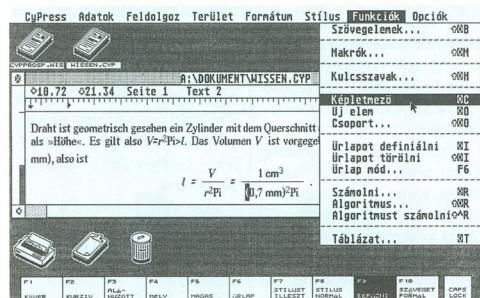 CyPress Adatok Feldolgoz Terület Formátum Stílus Funkciók Opciók
CYPPROSP.WIS WISSEN.CYP
A:\DOKUMENT\WISSEN.CYP
⇧10,72 ⇧21,34 Seite 1 Text 2
Draht ist geometrisch gesehen ein Zylinder mit dem Querschnitt
als »Höhe«. Es gilt also V=r²Pi>l. Das Volumen V ist vorgegel
mm), also ist
l = V / r²Pi = 1 cm³ / (0,7 mm)²Pi .
Szövegelemek... ⇧⌘B
Makrók... ⇧⌘M
Kulcsszavak... ⇧⌘H
Képletmező ⌘C
Új elem ⌘O
Csoport... ⇧⌘O
Űrlapot definiálni ⌘I
Űrlapot törölni ⇧⌘I
Űrlap mód... F6
Számolni... ⌘R
Algoritmus... ⇧⌘R
Algoritmust számolni ⇧^R
Táblázat... ⌘T
F1 KÖVÉR
F2 KURZÍV
F3 ALÁ-HÚZOTT
F4 MÉLY
F5 MAGAS
F6 ŰRLAP
F7 STÍLUST ILLESZT
F8 STÍLUS NORMÁL
F10 SZÖVEGET FORMÁL
CAPS LOCK